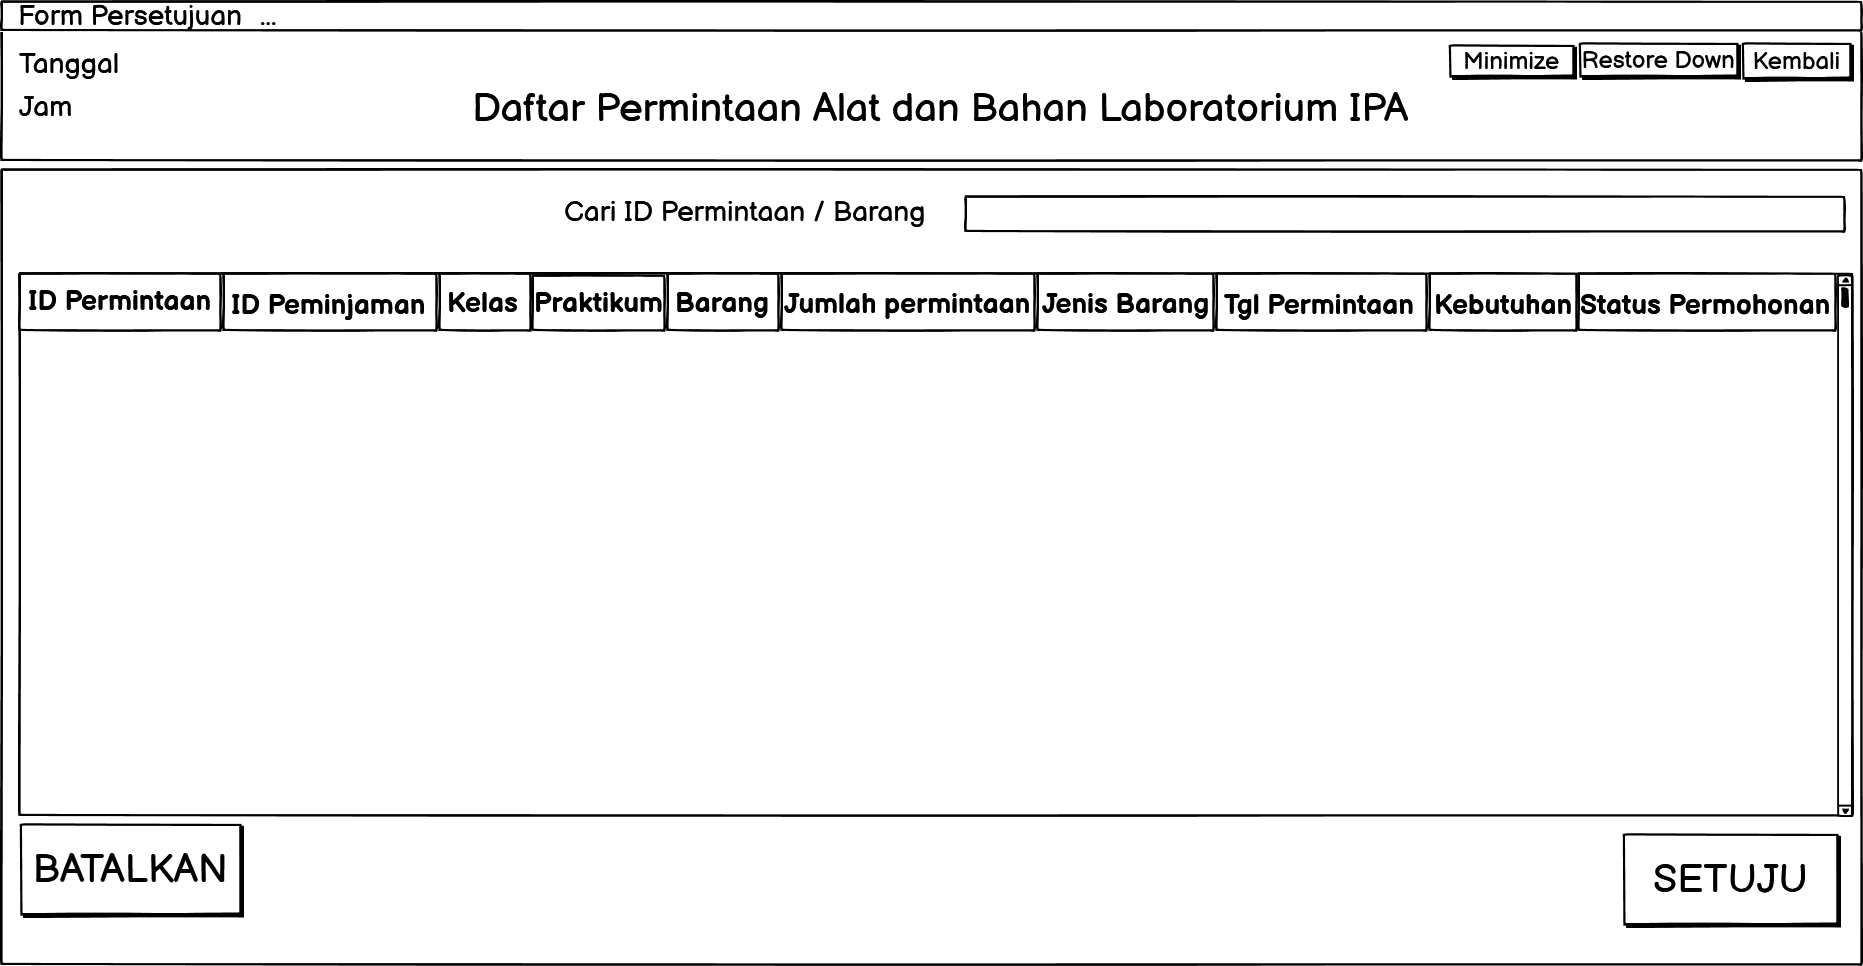 Form Persetujuan ...
Tanggal
Minimize Restore Down Kembali
Jam
Daftar Permintaan Alat dan Bahan Laboratorium IPA
Cari ID Permintaan / Barang
ID Permintaan ID Peminjaman Kelas Praktikum Barang Jumlah permintaan Jenis Barang Tgl Permintaan Kebutuhan Status Permohonan
BATALKAN
SETUJU